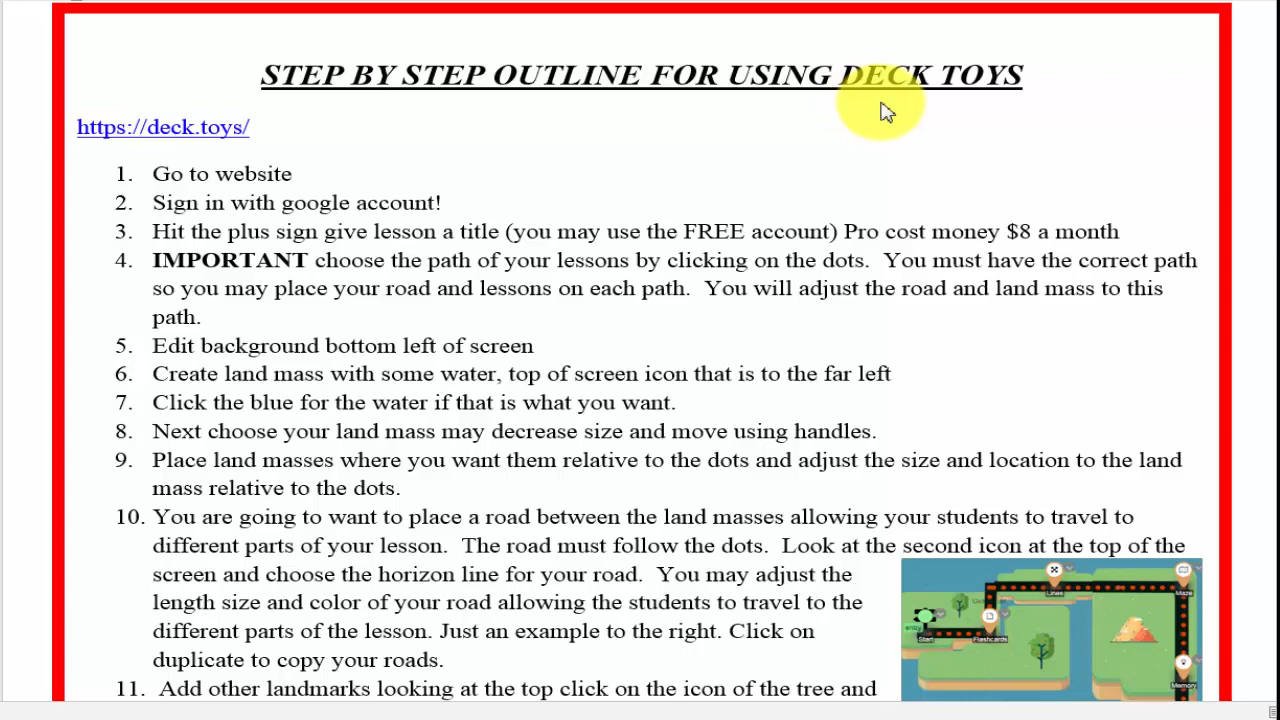 STEP BY STEP OUTLINE FOR USING DECK TOYS
https://deck.toys/
1. Go to website
2. Sign in with google account!
3. Hit the plus sign give lesson a title (you may use the FREE account) Pro cost money $8 a month
4. IMPORTANT choose the path of your lessons by clicking on the dots. You must have the correct path
so you may place your road and lessons on each path. You will adjust the road and land mass to this
path.
5. Edit background bottom left of screen
6. Create land mass with some water, top of screen icon that is to the far left
7. Click the blue for the water if that is what you want.
8. Next choose your land mass may decrease size and move using handles.
9. Place land masses where you want them relative to the dots and adjust the size and location to the land
mass relative to the dots.
10. You are going to want to place a road between the land masses allowing your students to travel to
different parts of your lesson. The road must follow the dots. Look at the second icon at the top of the
screen and choose the horizon line for your road. You may adjust the
length size and color of your road allowing the students to travel to the
different parts of the lesson. Just an example to the right. Click on
duplicate to copy your roads.
11. Add other landmarks looking at the top click on the icon of the tree and
Lines
Maze
entry
Start
Flashcards
Memory